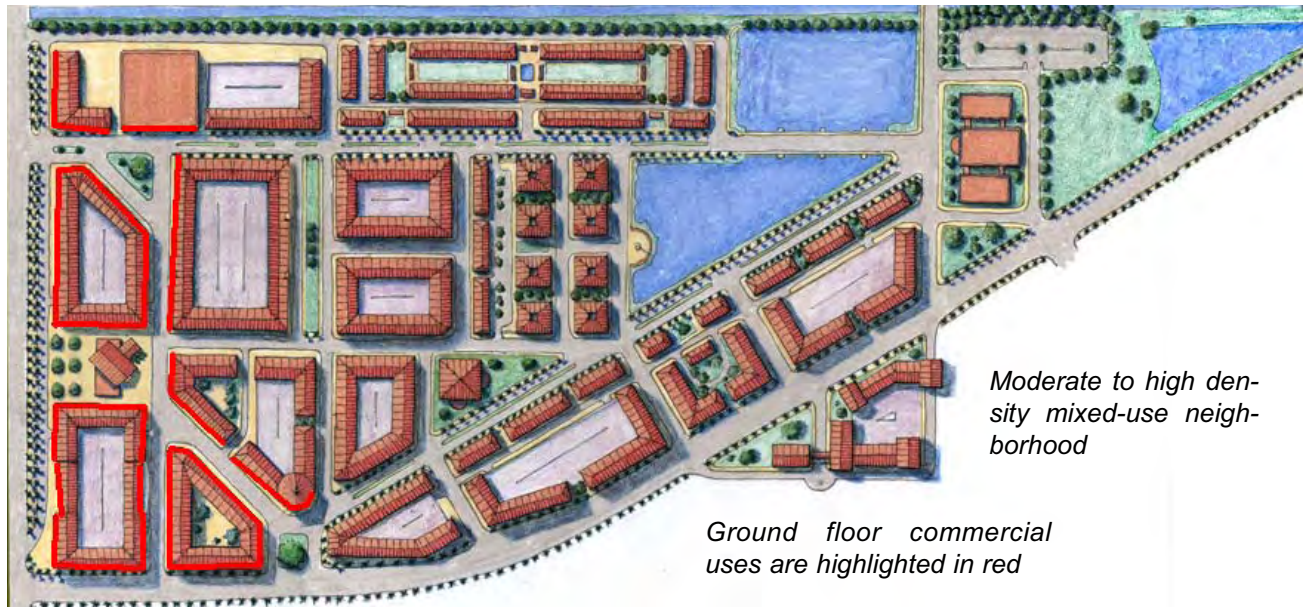 Moderate to high den-
sity mixed-use neigh-
borhood
Ground floor commercial
uses are highlighted in red